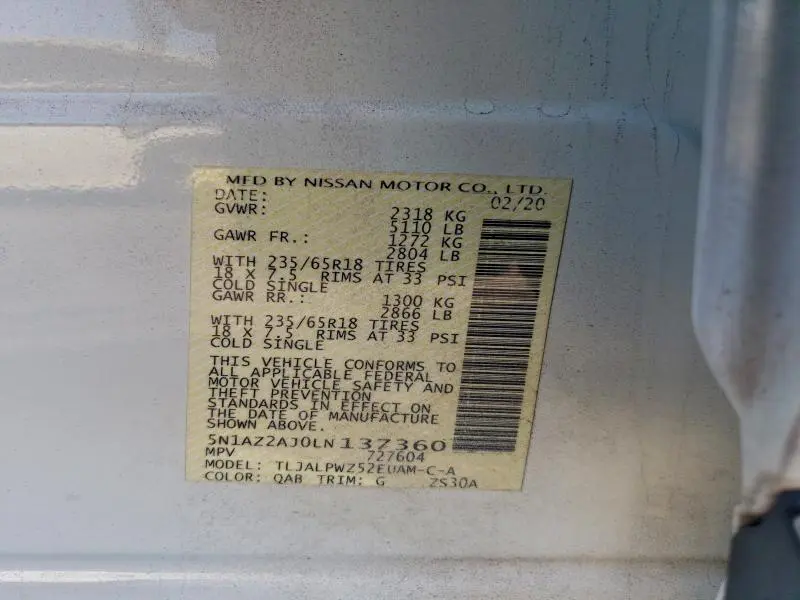 MFD BY NISSAN MOTOR CO., LTD.
DATE: 02/20
GVWR: 2318 KG
5110 LB
GAWR FR.: 1272 KG
2804 LB
WITH 235/65R18 TIRES
18 X 7.5 RIMS AT 33 PSI
COLD SINGLE
GAWR RR.: 1300 KG
2866 LB
WITH 235/65R18 TIRES
18 X 7.5 RIMS AT 33 PSI
COLD SINGLE
THIS VEHICLE CONFORMS TO
ALL APPLICABLE FEDERAL
MOTOR VEHICLE SAFETY AND
THEFT PREVENTION
STANDARDS IN EFFECT ON
THE DATE OF MANUFACTURE
SHOWN ABOVE.
5N1AZ2AJ0LN137360
MPV 727604
MODEL: TLJALPWZ52EUAM-C-A
COLOR: QAB TRIM: G ZS30A